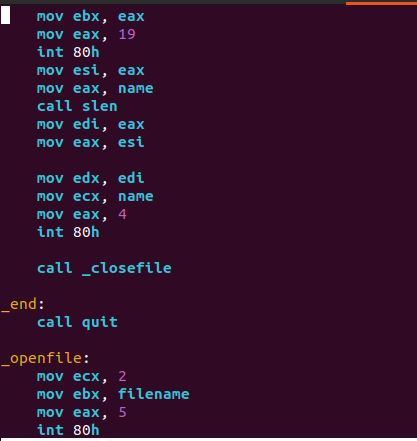 mov ebx, eax
mov eax, 19
int 80h
mov esi, eax
mov eax, name
call slen
mov edi, eax
mov eax, esi
mov edx, edi
mov ecx, name
mov eax, 4
int 80h
call _closefile
_end:
call quit
_openfile:
mov ecx, 2
mov ebx, filename
mov eax, 5
int 80h